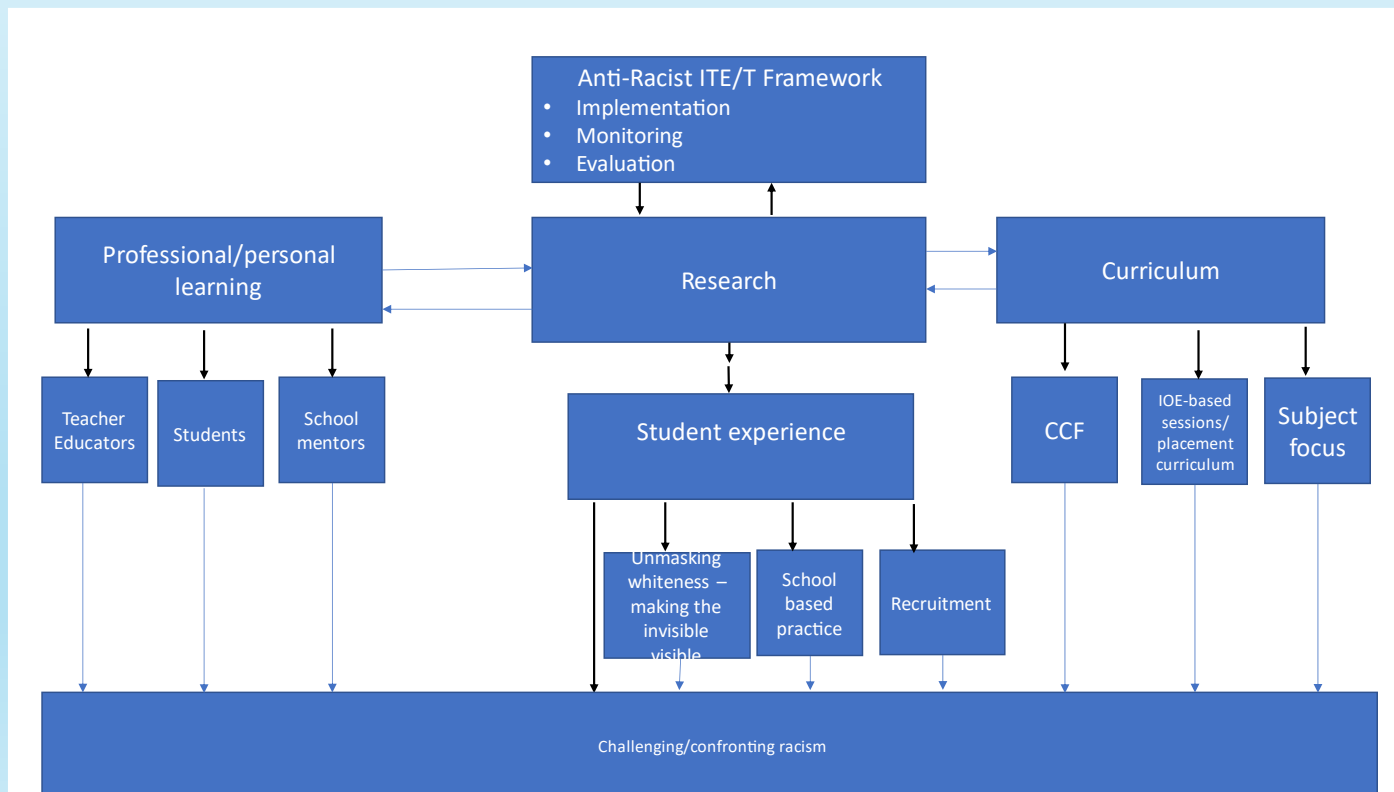 Anti-Racist ITE/T Framework
• Implementation
• Monitoring
• Evaluation
Professional/personal
learning
Research
Curriculum
Teacher
Educators
Students
School
mentors
Student experience
CCF
IOE-based
sessions/
placement
curriculum
Subject
focus
Unmasking
whiteness –
making the
invisible
visible
School
based
practice
Recruitment
Challenging/confronting racism